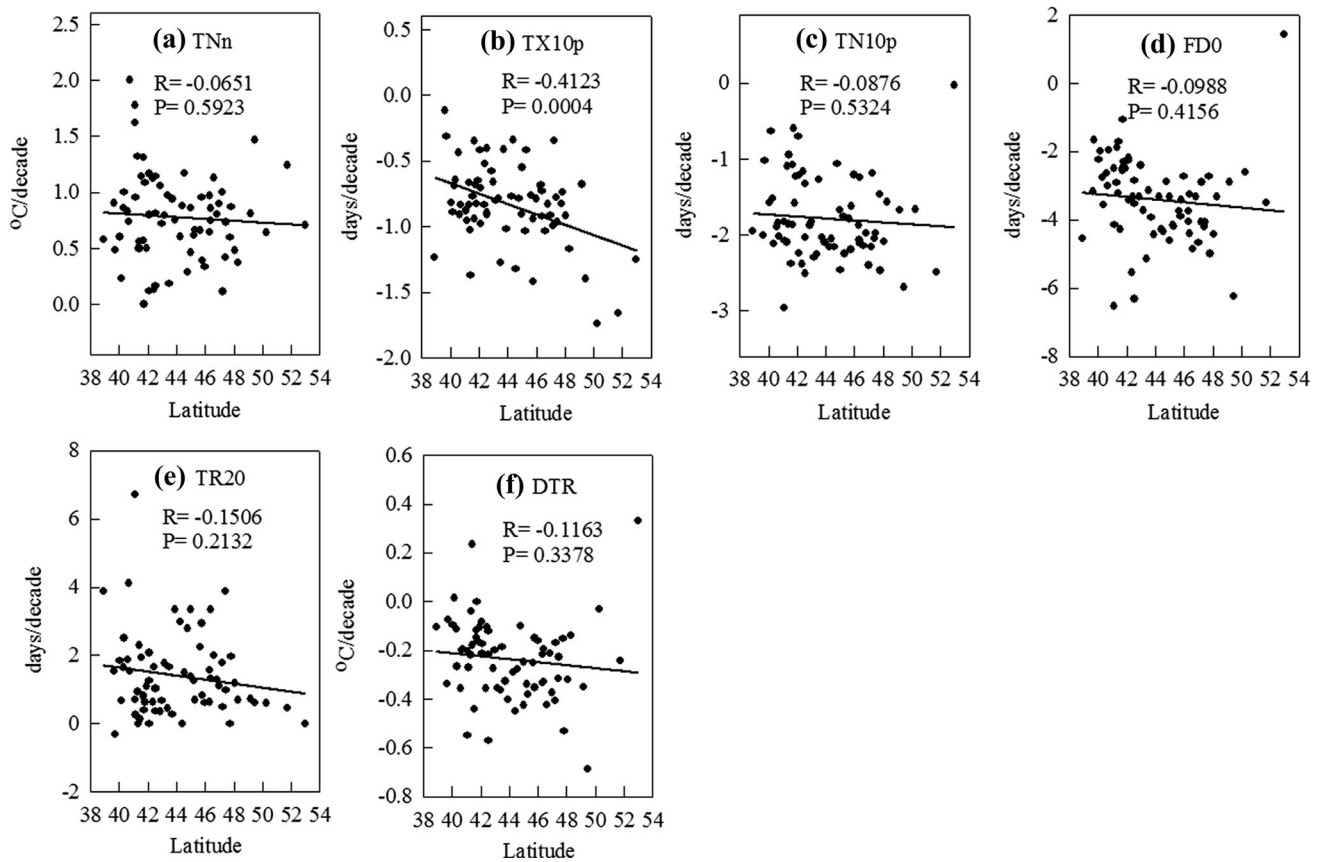 (a) TNn
R= -0.0651
P= 0.5923
2.5
2.0
1.5
1.0
0.5
0.0
°C/decade
38 40 42 44 46 48 50 52 54
Latitude
(b) TX10p
R= -0.4123
P= 0.0004
0.5
0.0
-0.5
-1.0
-1.5
-2.0
days/decade
38 40 42 44 46 48 50 52 54
Latitude
(c) TN10p
R= -0.0876
P= 0.5324
0
-1
-2
-3
days/decade
38 40 42 44 46 48 50 52 54
Latitude
(d) FD0
R= -0.0988
P= 0.4156
2
0
-2
-4
-6
-8
days/decade
38 40 42 44 46 48 50 52 54
Latitude
(e) TR20
R= -0.1506
P= 0.2132
8
6
4
2
0
-2
days/decade
38 40 42 44 46 48 50 52 54
Latitude
(f) DTR
R= -0.1163
P= 0.3378
0.6
0.4
0.2
0.0
-0.2
-0.4
-0.6
-0.8
°C/decade
38 40 42 44 46 48 50 52 54
Latitude